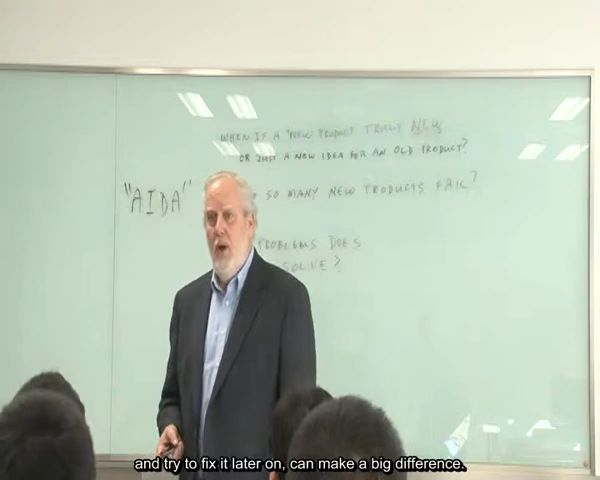 WHEN IS A "NEW PRODUCT TRULY NEW
OR JUST A NEW IDEA FOR AN OLD PRODUCT?
"AIDA"
SO MANY NEW PRODUCTS FAIL?
PROBLEMS DOES
SOLVE?
and try to fix it later on, can make a big difference.